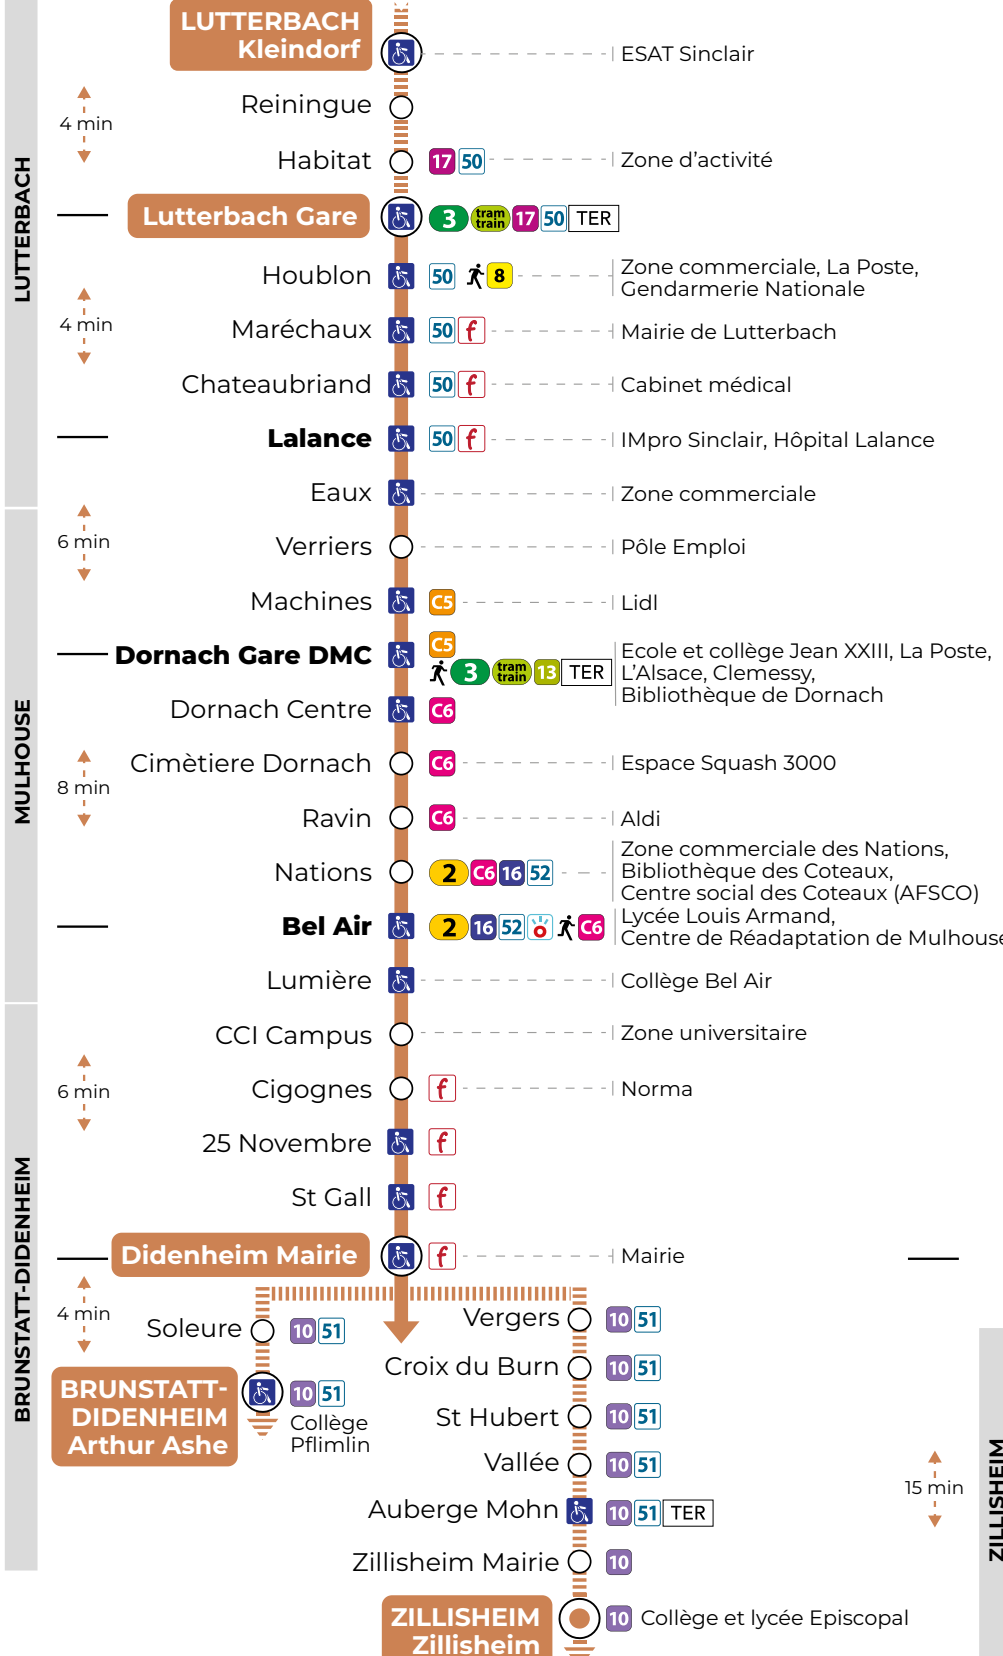 LUTTERBACH
Kleindorf
ESAT Sinclair
Reiningue
4 min
Habitat 17 50 Zone d’activité
LUTTERBACH
Lutterbach Gare 3 tram train 17 50 TER
Houblon 50 8 Zone commerciale, La Poste,
Gendarmerie Nationale
4 min
Maréchaux 50 f Mairie de Lutterbach
Chateaubriand 50 f Cabinet médical
Lalance 50 f IMpro Sinclair, Hôpital Lalance
Eaux Zone commerciale
6 min
Verriers Pôle Emploi
Machines C5 Lidl
Dornach Gare DMC C5
3 tram train 13 TER
Ecole et collège Jean XXIII, La Poste,
L’Alsace, Clemessy,
Bibliothèque de Dornach
Dornach Centre C6
MULHOUSE
Cimètiere Dornach C6 Espace Squash 3000
8 min
Ravin C6 Aldi
Nations 2 C6 16 52
Zone commerciale des Nations,
Bibliothèque des Coteaux,
Centre social des Coteaux (AFSCO)
Bel Air 2 16 52 C6
Lycée Louis Armand,
Centre de Réadaptation de Mulhouse
Lumière Collège Bel Air
CCI Campus Zone universitaire
6 min
Cigognes f Norma
25 Novembre f
St Gall f
BRUNSTATT-DIDENHEIM
Didenheim Mairie f Mairie
4 min
Soleure 10 51
BRUNSTATT-
DIDENHEIM
Arthur Ashe
10 51
Collège
Pflimlin
Vergers 10 51
Croix du Burn 10 51
St Hubert 10 51
Vallée 10 51
15 min
Auberge Mohn 10 51 TER
Zillisheim Mairie 10
ZILLISHEIM
ZILLISHEIM
Zillisheim
10 Collège et lycée Episcopal